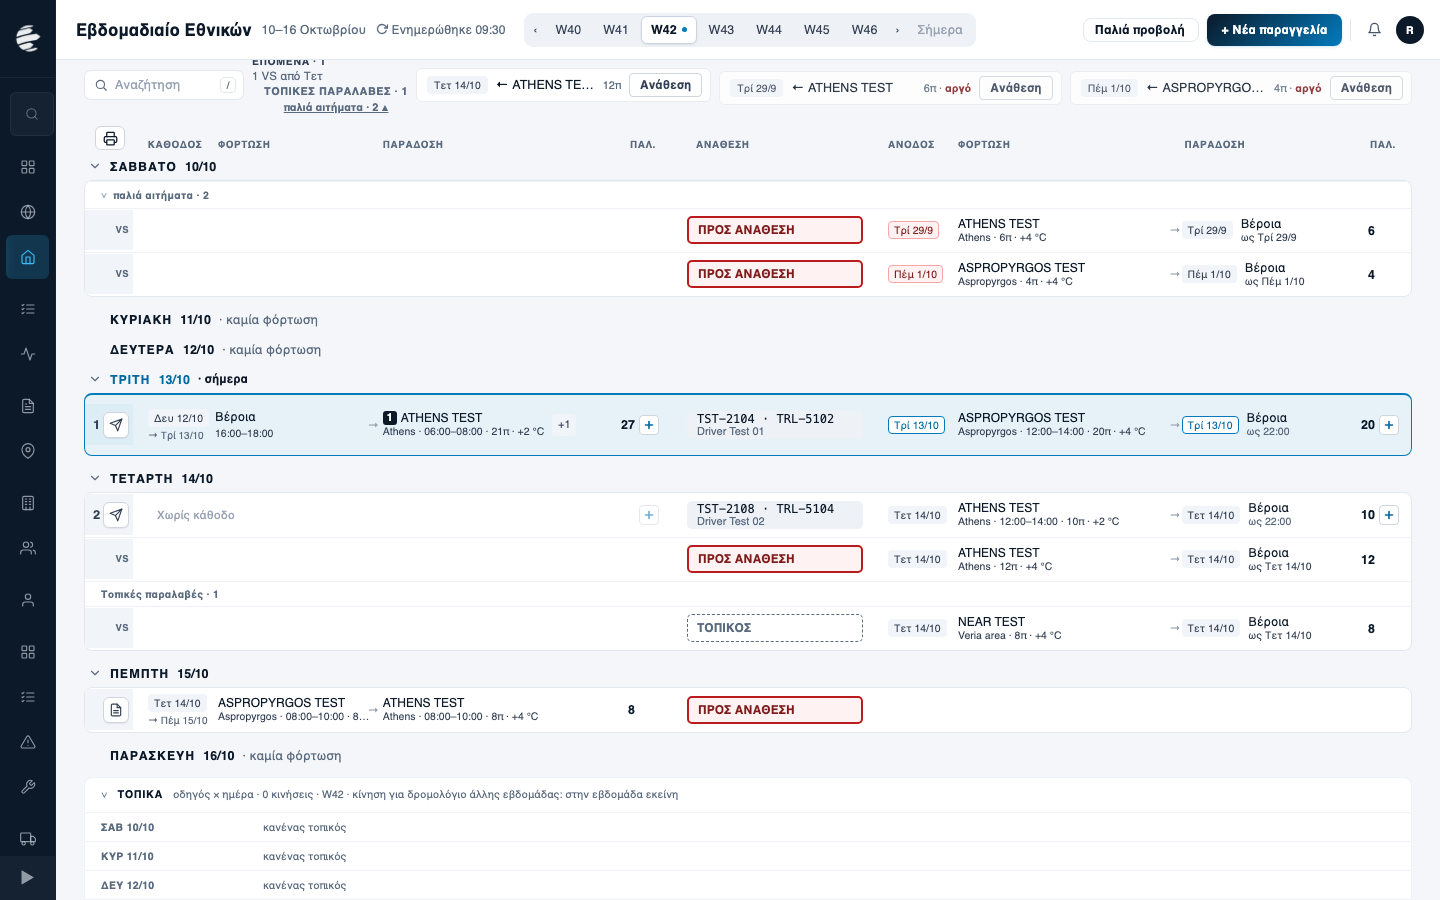 Εβδομαδιαίο Εθνικών 10–16 Οκτωβρίου Ενημερώθηκε 09:30 ‹ W40 W41 W42 W43 W44 W45 W46 › Σήμερα Παλιά προβολή + Νέα παραγγελία R
ΕΠΟΜΕΝΑ · 1
1 VS από Τετ
ΤΟΠΙΚΕΣ ΠΑΡΑΛΑΒΕΣ · 1
παλιά αιτήματα · 2 ▴
Αναζήτηση /
Τετ 14/10 ← ATHENS TE… 12π Ανάθεση
Τρί 29/9 ← ATHENS TEST 6π · αργό Ανάθεση
Πέμ 1/10 ← ASPROPYRGO… 4π · αργό Ανάθεση
ΚΑΘΟΔΟΣ ΦΟΡΤΩΣΗ ΠΑΡΑΔΟΣΗ ΠΑΛ. ΑΝΑΘΕΣΗ ΑΝΟΔΟΣ ΦΟΡΤΩΣΗ ΠΑΡΑΔΟΣΗ ΠΑΛ.
ΣΑΒΒΑΤΟ 10/10
παλιά αιτήματα · 2
VS ΠΡΟΣ ΑΝΑΘΕΣΗ Τρί 29/9 ATHENS TEST → Τρί 29/9 Βέροια 6
Athens · 6π · +4 °C ως Τρί 29/9
VS ΠΡΟΣ ΑΝΑΘΕΣΗ Πέμ 1/10 ASPROPYRGOS TEST → Πέμ 1/10 Βέροια 4
Aspropyrgos · 4π · +4 °C ως Πέμ 1/10
ΚΥΡΙΑΚΗ 11/10 · καμία φόρτωση
ΔΕΥΤΕΡΑ 12/10 · καμία φόρτωση
ΤΡΙΤΗ 13/10 · σήμερα
1 Δευ 12/10 Βέροια → 1 ATHENS TEST +1 27 + TST–2104 · TRL–5102 Τρί 13/10 ASPROPYRGOS TEST → Τρί 13/10 Βέροια 20 +
→ Τρί 13/10 16:00–18:00 Athens · 06:00–08:00 · 21π · +2 °C Driver Test 01 Aspropyrgos · 12:00–14:00 · 20π · +4 °C ως 22:00
ΤΕΤΑΡΤΗ 14/10
2 Χωρίς κάθοδο + TST–2108 · TRL–5104 Τετ 14/10 ATHENS TEST → Τετ 14/10 Βέροια 10 +
Driver Test 02 Athens · 12:00–14:00 · 10π · +2 °C ως 22:00
VS ΠΡΟΣ ΑΝΑΘΕΣΗ Τετ 14/10 ATHENS TEST → Τετ 14/10 Βέροια 12
Athens · 12π · +4 °C ως Τετ 14/10
Τοπικές παραλαβές · 1
VS ΤΟΠΙΚΟΣ Τετ 14/10 NEAR TEST → Τετ 14/10 Βέροια 8
Veria area · 8π · +4 °C ως Τετ 14/10
ΠΕΜΠΤΗ 15/10
Τετ 14/10 ASPROPYRGOS TEST → ATHENS TEST 8 ΠΡΟΣ ΑΝΑΘΕΣΗ
→ Πέμ 15/10 Aspropyrgos · 08:00–10:00 · 8… Athens · 08:00–10:00 · 8π · +4 °C
ΠΑΡΑΣΚΕΥΗ 16/10 · καμία φόρτωση
ΤΟΠΙΚΑ οδηγός × ημέρα · 0 κινήσεις · W42 · κίνηση για δρομολόγιο άλλης εβδομάδας: στην εβδομάδα εκείνη
ΣΑΒ 10/10 κανένας τοπικός
ΚΥΡ 11/10 κανένας τοπικός
ΔΕΥ 12/10 κανένας τοπικός